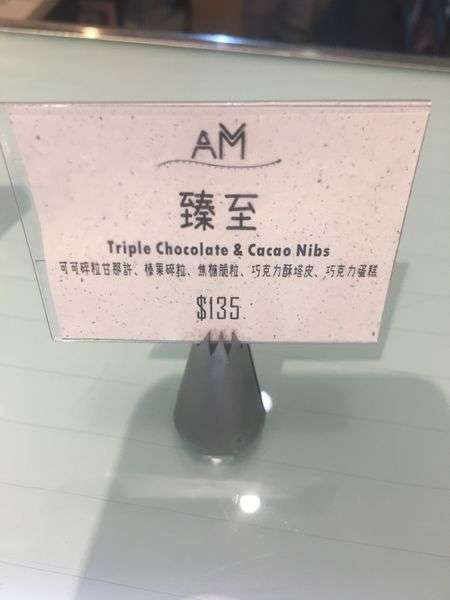 AM
臻至
Triple Chocolate & Cacao Nibs
可可碎粒甘那許、榛果碎粒、焦糖脆粒、巧克力酥塔皮、巧克力蛋糕
$135